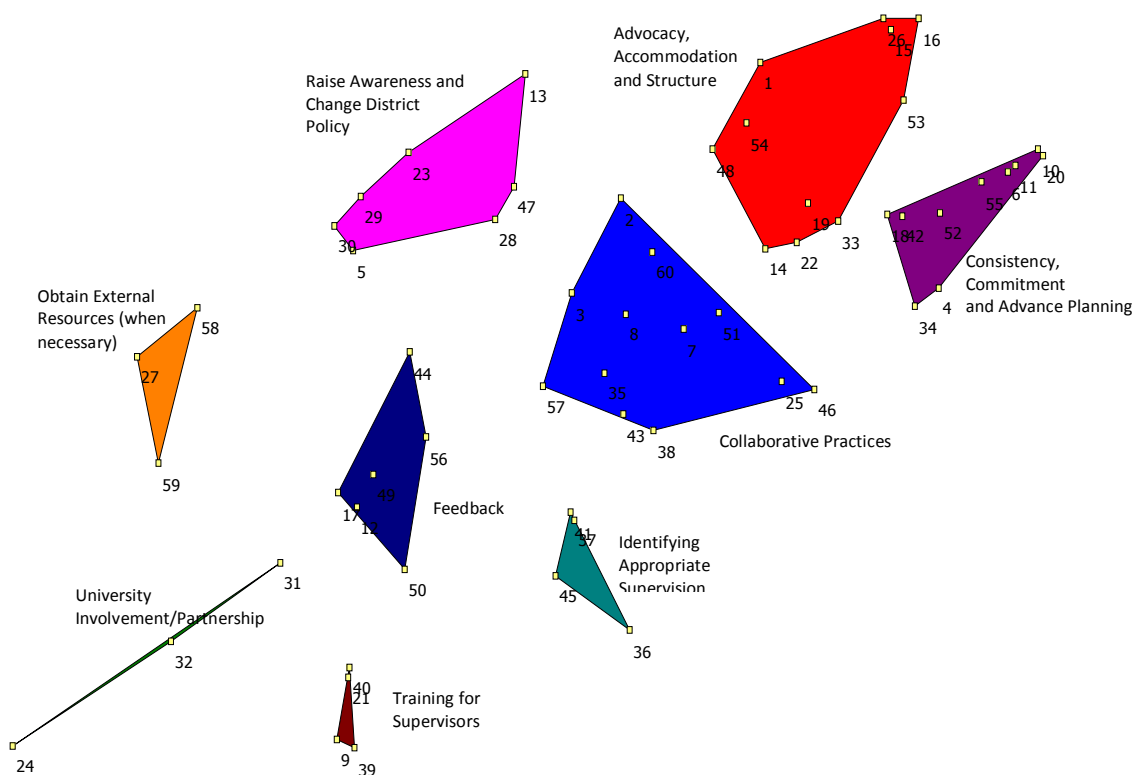 Advocacy,
Accommodation
and Structure
26
15
16
1
54
48
53
19
33
22
14
Raise Awareness and
Change District
Policy
13
23
29
30
5
47
28
10
20
11
6
55
52
18
42
4
34
Consistency,
Commitment
and Advance Planning
2
60
3
8
7
51
35
57
43
38
25
46
Collaborative Practices
Obtain External
Resources (when
necessary)
58
27
59
44
56
49
17
12
50
Feedback
41
37
45
36
Identifying
Appropriate
Supervision
University
Involvement/Partnership
31
32
24
40
21
9
39
Training for
Supervisors